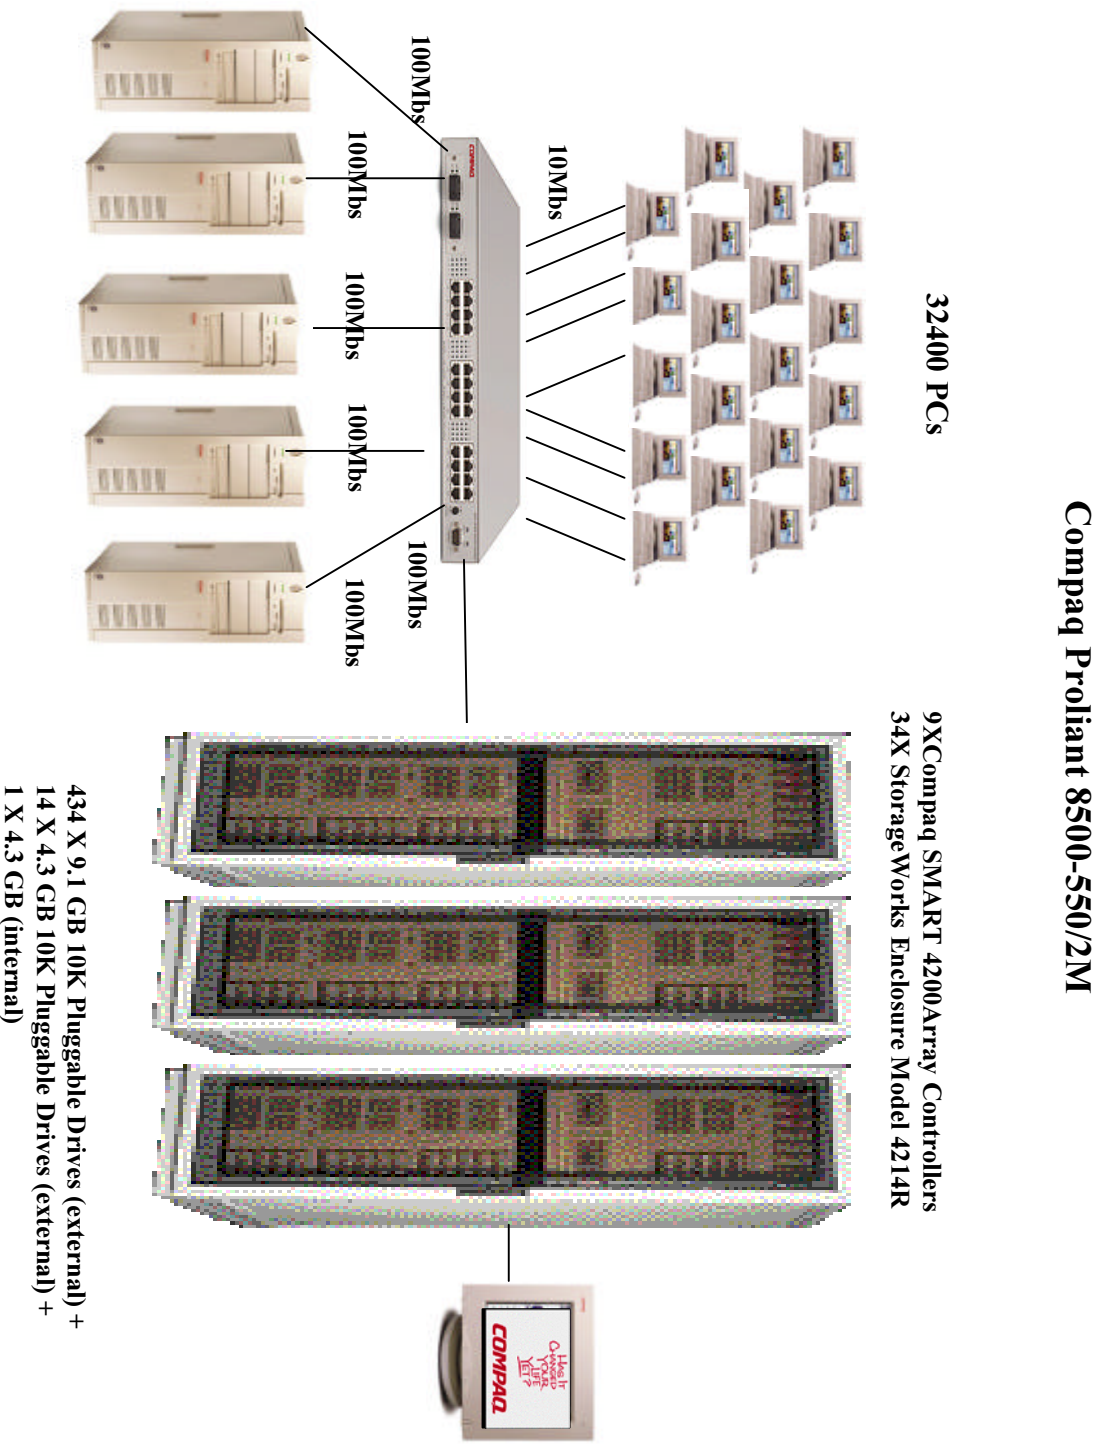 Compaq Proliant 8500-550/2M
32400 PCs
9XCompaq SMART 4200Array Controllers
34X StorageWorks Enclosure Model 4214R
10Mbs
COMPAQ
100Mbs
100Mbs
100Mbs
100Mbs
100Mbs
100Mbs
HAS IT
CHANGED
YOUR
LIFE
YET?
COMPAQ
434 X 9.1 GB 10K Pluggable Drives (external) +
14 X 4.3 GB 10K Pluggable Drives (external) +
1 X 4.3 GB (internal)